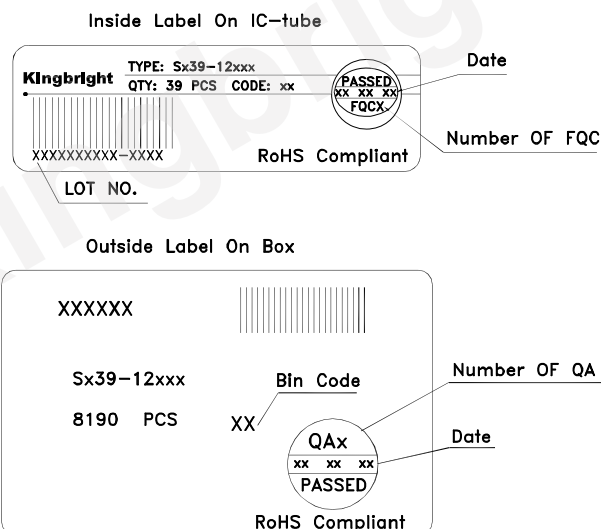 Inside Label On IC-tube
KIngbrIght
TYPE: Sx39-12xxx
QTY: 39 PCS CODE: xx
PASSED
xx xx xx
FQCX
Date
Number OF FQC
XXXXXXXXXX-XXXX
RoHS Compliant
LOT NO.
Outside Label On Box
XXXXXX
Sx39-12xxx
Bin Code
Number OF QA
8190 PCS
XX
QAx
Date
xx xx xx
PASSED
RoHS Compliant